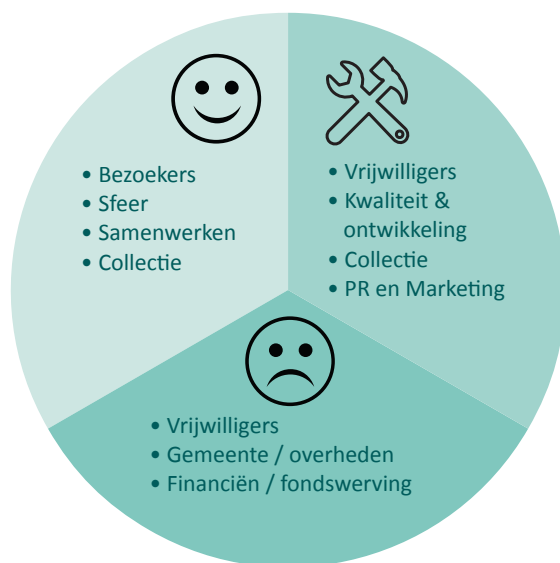 • Bezoekers
• Sfeer
• Samenwerken
• Collectie
• Vrijwilligers
• Kwaliteit &
ontwikkeling
• Collectie
• PR en Marketing
• Vrijwilligers
• Gemeente / overheden
• Financiën / fondswerving